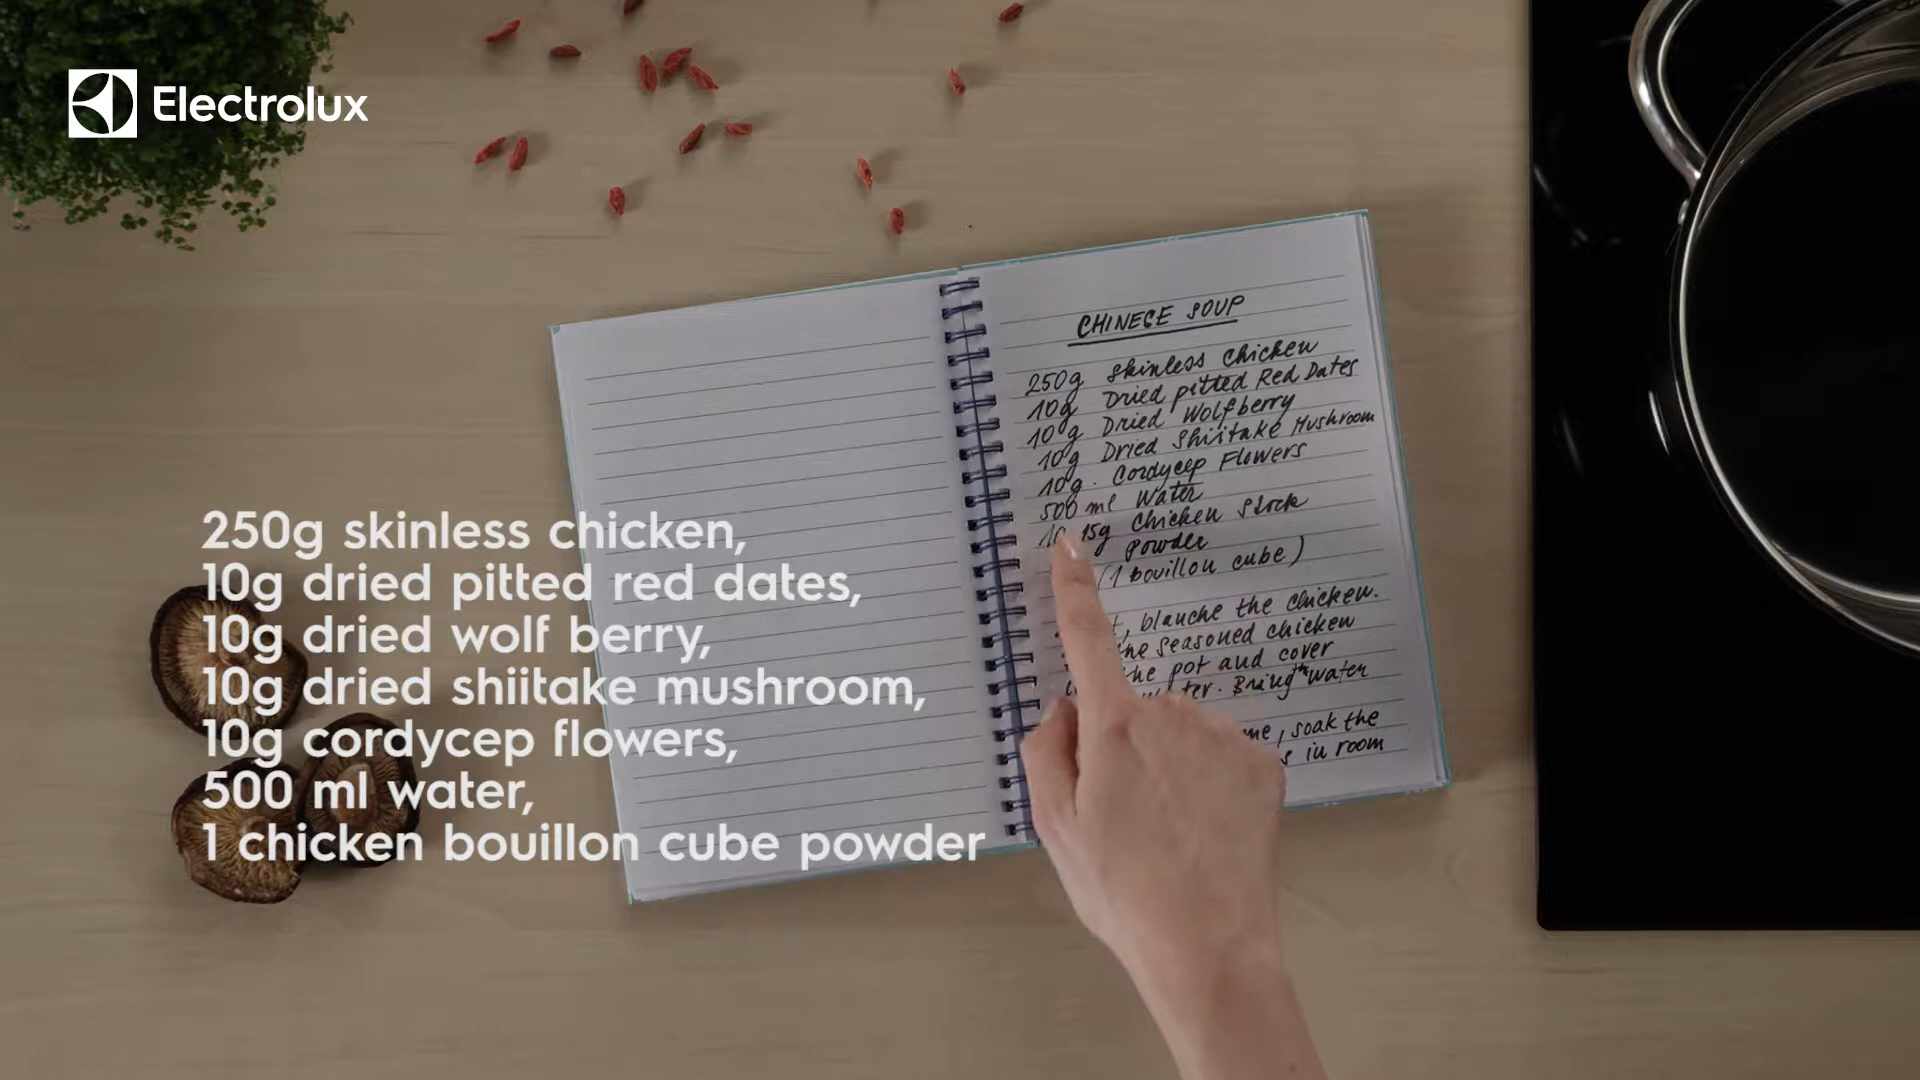 Electrolux
250g skinless chicken,
10g dried pitted red dates,
10g dried wolf berry,
10g dried shiitake mushroom,
10g cordycep flowers,
500 ml water,
1 chicken bouillon cube powder
CHINECE SOUP
250g skinless chicken
10g Dried pitted Red Dates
10g Dried Wolfberry
10g Dried Shiitake Mushroom
10g. Cordycep Flowers
500 ml Water
15g Chicken Stock
powder
(1 bouillon cube)
, blanche the chicken.
seasoned chicken
the pot and cover
. Bring the water
, soak the
in room